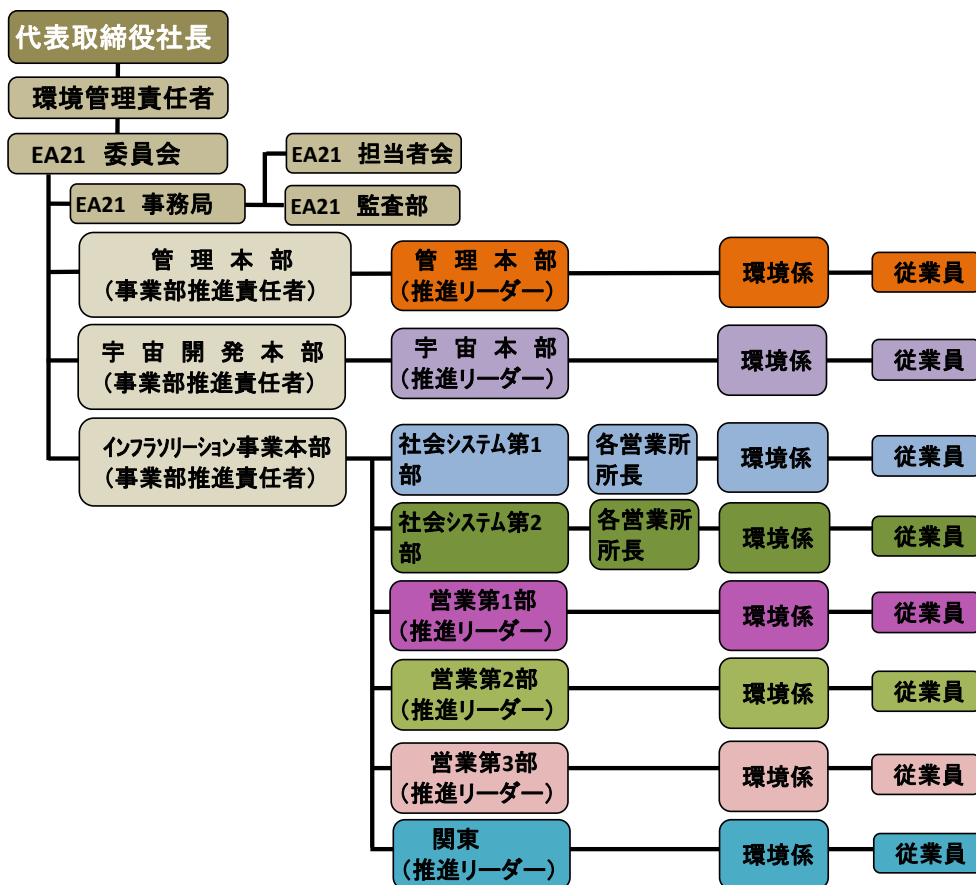 代表取締役社長
環境管理責任者
EA21 委員会
EA21 担当者会
EA21 事務局
EA21 監査部
管理本部
（事業部推進責任者）
管理本部
（推進リーダー）
環境係
従業員
宇宙開発本部
（事業部推進責任者）
宇宙本部
（推進リーダー）
環境係
従業員
インフラソリーション事業本部
（事業部推進責任者）
社会システム第1
部
各営業所
所長
環境係
従業員
社会システム第2
部
各営業所
所長
環境係
従業員
営業第1部
（推進リーダー）
環境係
従業員
営業第2部
（推進リーダー）
環境係
従業員
営業第3部
（推進リーダー）
環境係
従業員
関東
（推進リーダー）
環境係
従業員